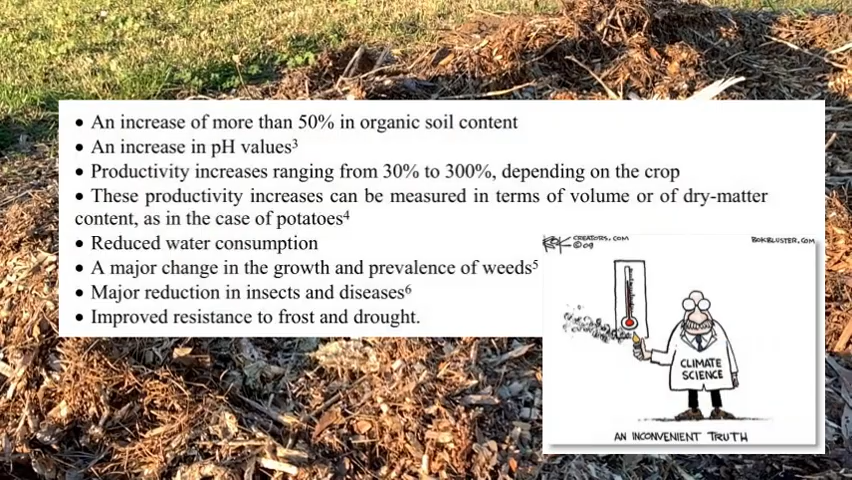 • An increase of more than 50% in organic soil content
• An increase in pH values³
• Productivity increases ranging from 30% to 300%, depending on the crop
• These productivity increases can be measured in terms of volume or of dry-matter
content, as in the case of potatoes⁴
• Reduced water consumption
• A major change in the growth and prevalence of weeds⁵
• Major reduction in insects and diseases⁶
• Improved resistance to frost and drought.
CREATORS.COM
©09
BOKBLUSTER.COM
CLIMATE
SCIENCE
AN INCONVENIENT TRUTH